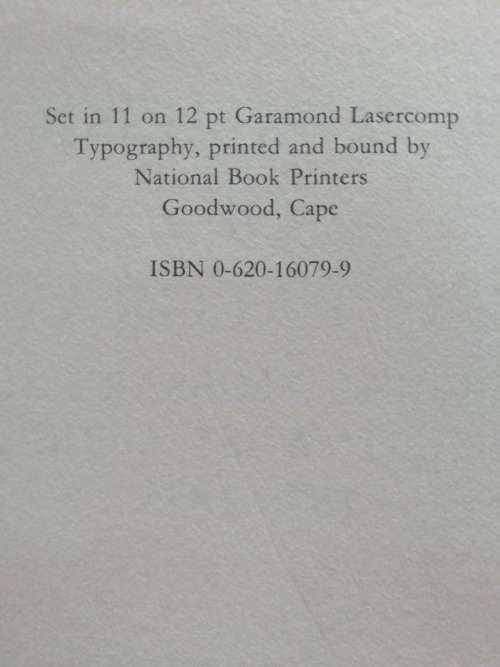 Set in 11 on 12 pt Garamond Lasercomp
Typography, printed and bound by
National Book Printers
Goodwood, Cape
ISBN 0-620-16079-9